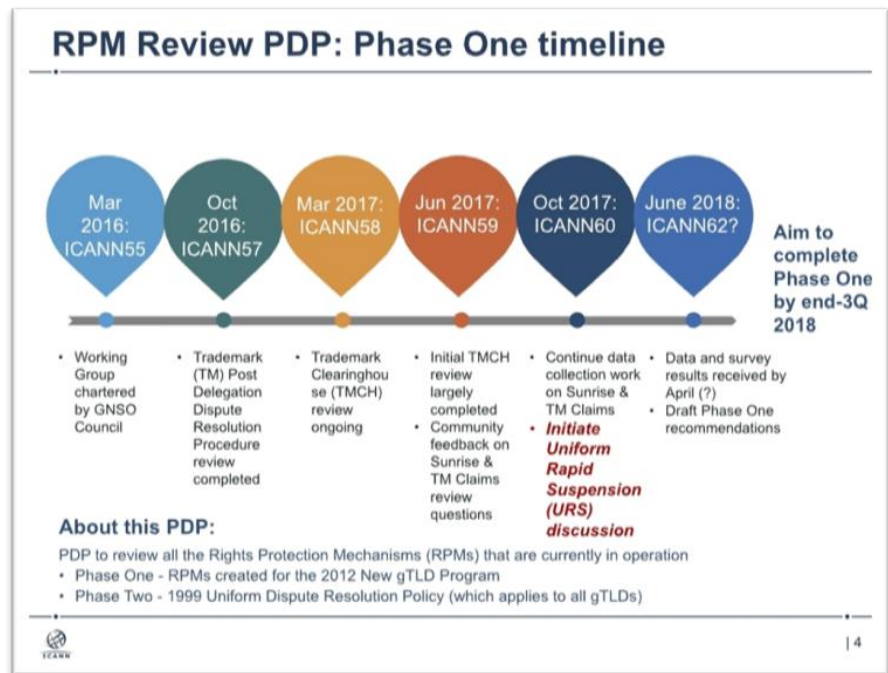 RPM Review PDP: Phase One timeline
Mar
2016:
ICANN55
Oct
2016:
ICANN57
Mar 2017:
ICANN58
Jun 2017:
ICANN59
Oct 2017:
ICANN60
June 2018:
ICANN62?
Aim to
complete
Phase One
by end-3Q
2018
• Working
Group
chartered
by GNSO
Council
• Trademark
(TM) Post
Delegation
Dispute
Resolution
Procedure
review
completed
• Trademark
Clearinghou
se (TMCH)
review
ongoing
• Initial TMCH
review
largely
completed
• Community
feedback on
Sunrise &
TM Claims
review
questions
• Continue data
collection work
on Sunrise &
TM Claims
• Initiate
Uniform
Rapid
Suspension
(URS)
discussion
• Data and survey
results received by
April (?)
• Draft Phase One
recommendations
About this PDP:
PDP to review all the Rights Protection Mechanisms (RPMs) that are currently in operation
• Phase One - RPMs created for the 2012 New gTLD Program
• Phase Two - 1999 Uniform Dispute Resolution Policy (which applies to all gTLDs)
ICANN
| 4